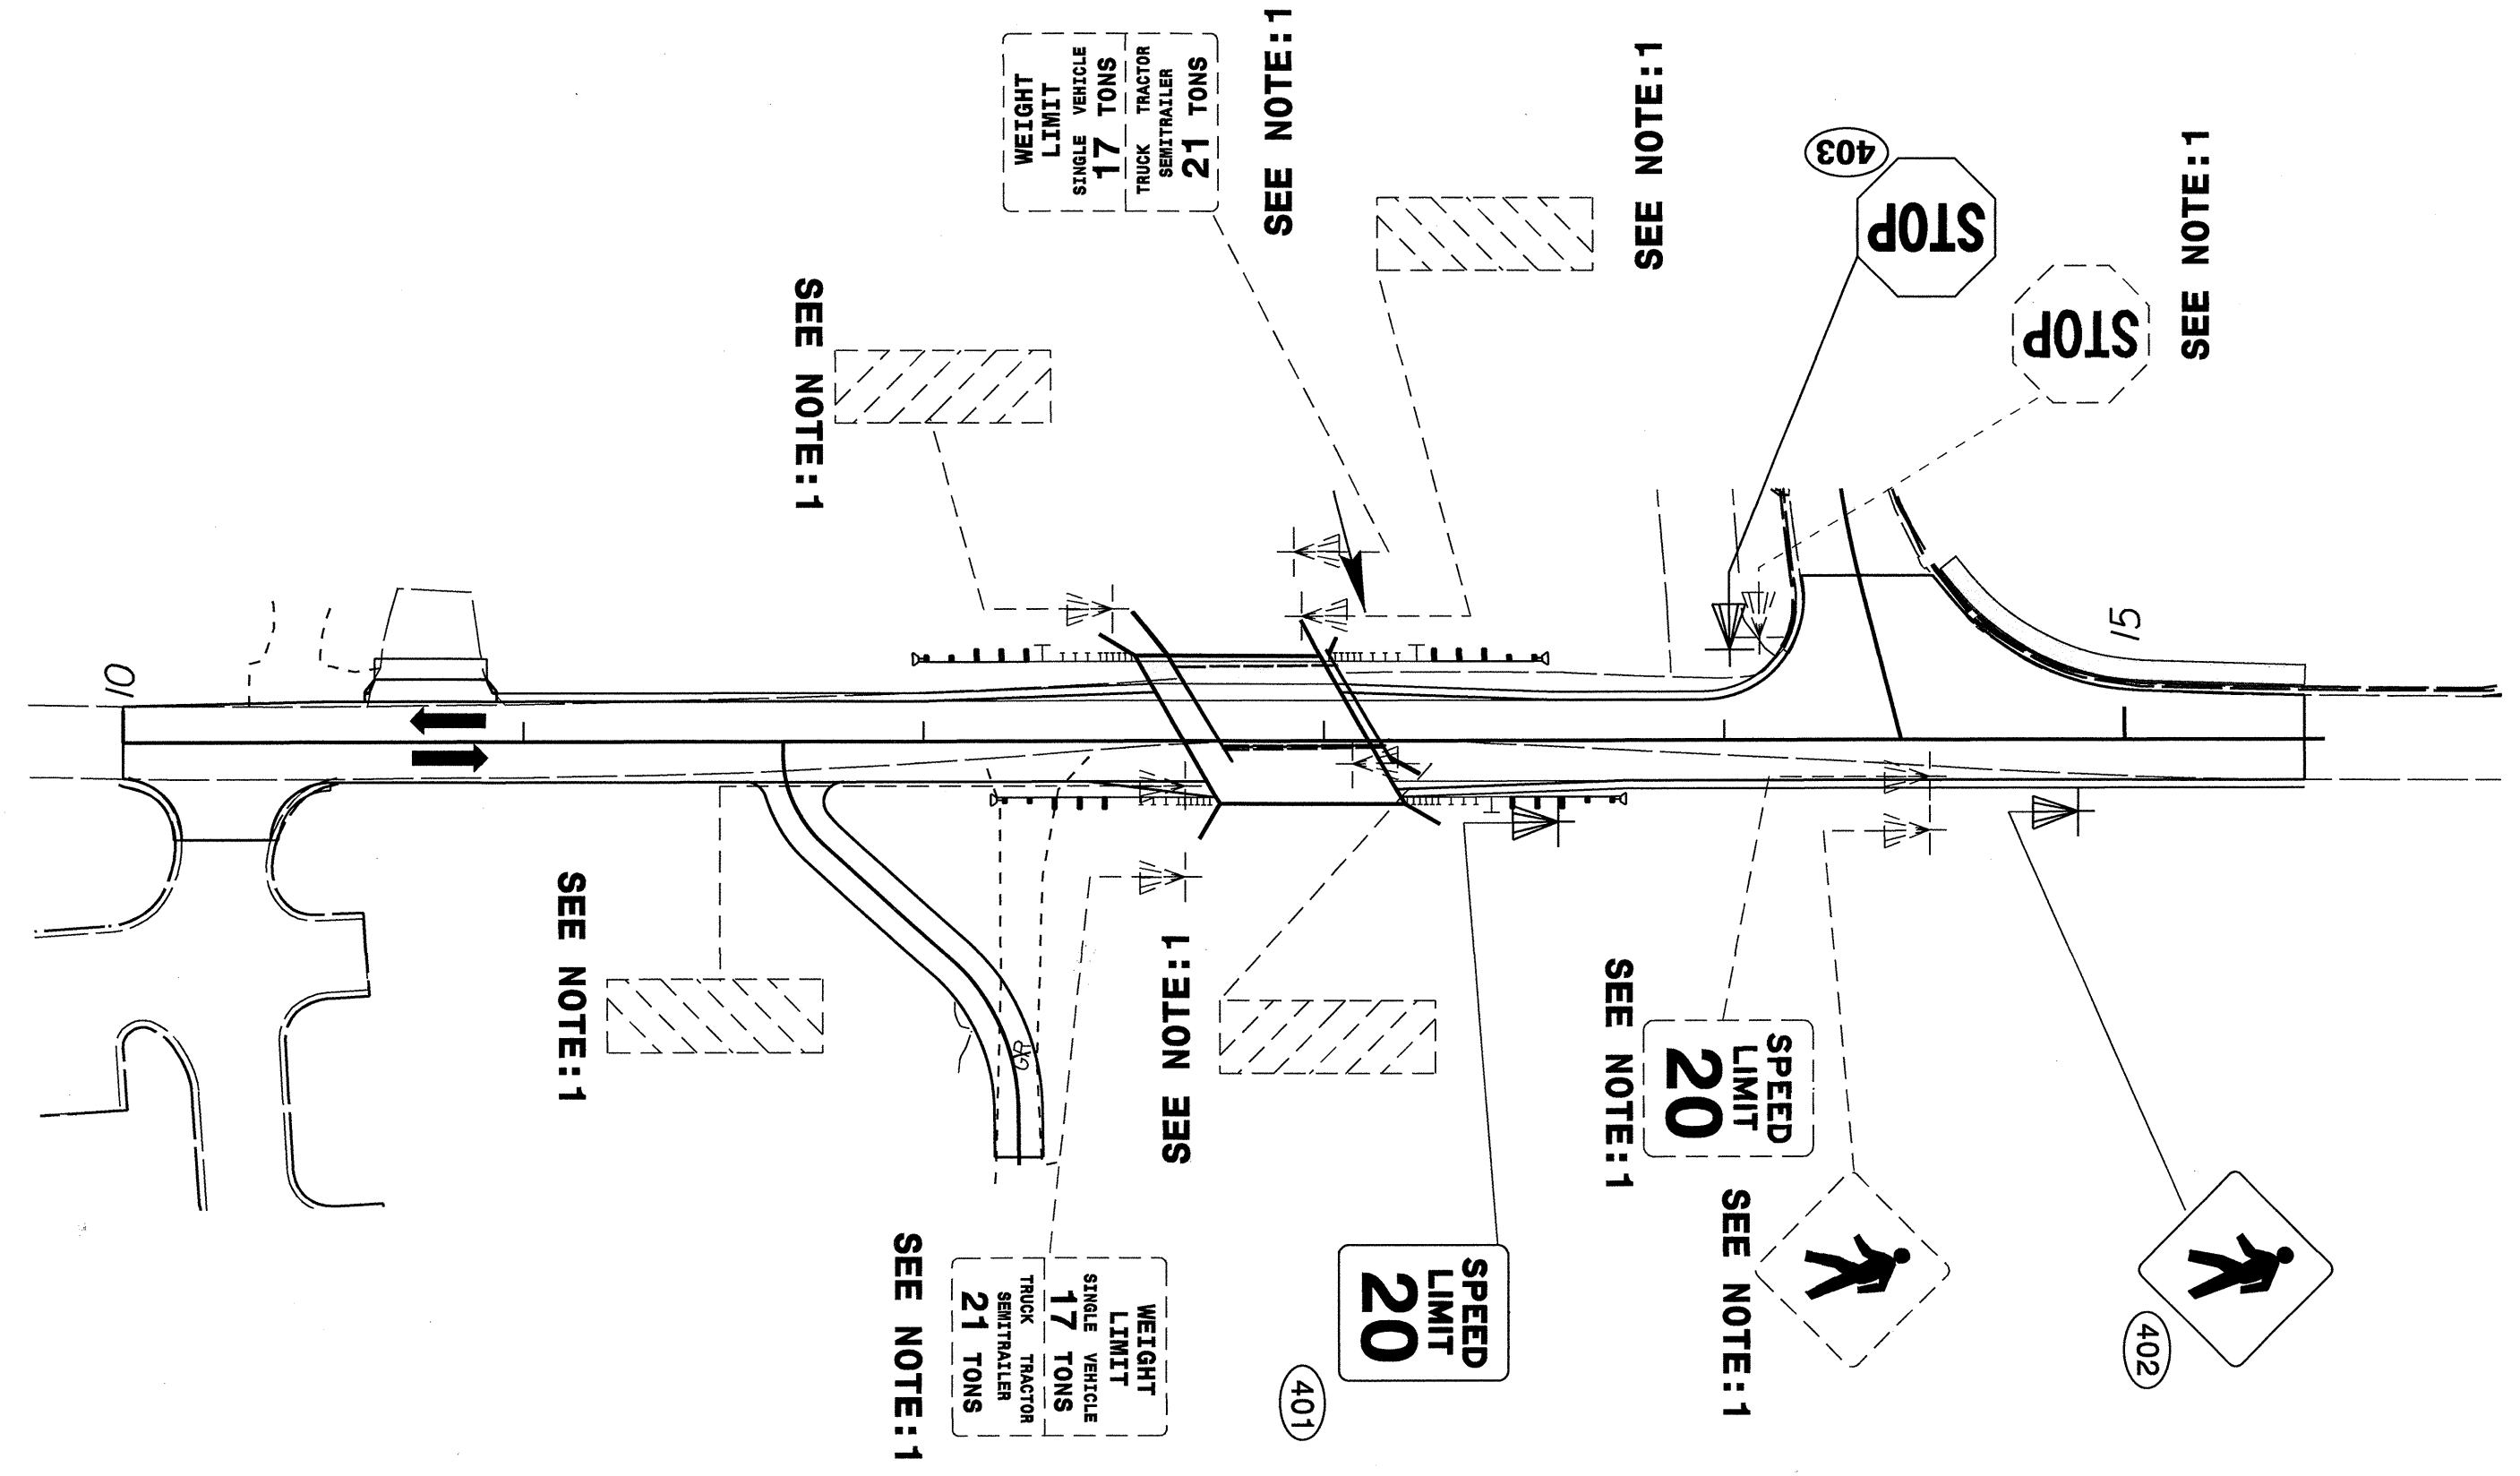 WEIGHT
LIMIT
SINGLE VEHICLE
17 TONS
TRUCK TRACTOR
SEMITRAILER
21 TONS
SEE NOTE:1
SEE NOTE:1
403
STOP
STOP
SEE NOTE:1
SEE NOTE:1
10
15
SEE NOTE:1
SEE NOTE:1
SEE NOTE:1
SPEED
LIMIT
20
SEE NOTE:1
SEE NOTE:1
WEIGHT
LIMIT
SINGLE VEHICLE
17 TONS
TRUCK TRACTOR
SEMITRAILER
21 TONS
401
SPEED
LIMIT
20
402